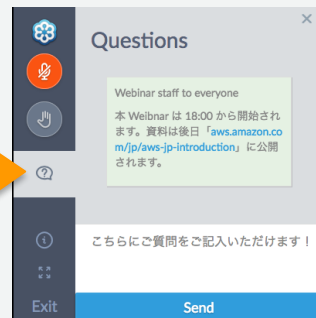 Questions
Webinar staff to everyone
本 Weibnar は 18:00 から開始され
ます。資料は後日「aws.amazon.co
m/jp/aws-jp-introduction」に公開
されます。
こちらにご質問をご記入いただけます！
Exit
Send